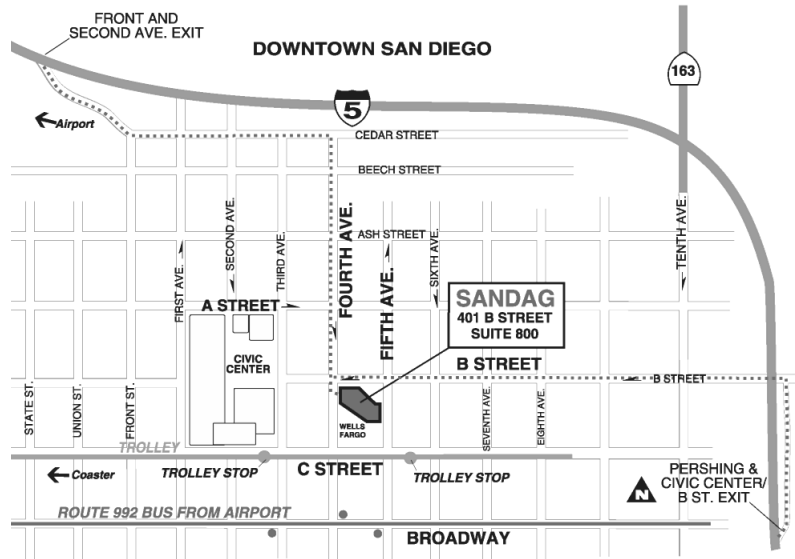 FRONT AND
SECOND AVE. EXIT
DOWNTOWN SAN DIEGO
163
5
Airport
CEDAR STREET
BEECH STREET
ASH STREET
FIRST AVE.
SECOND AVE.
THIRD AVE.
FOURTH AVE.
FIFTH AVE.
SIXTH AVE.
TENTH AVE.
A STREET
SANDAG
401 B STREET
SUITE 800
CIVIC
CENTER
B STREET
B STREET
STATE ST.
UNION ST.
FRONT ST.
WELLS
FARGO
SEVENTH AVE.
EIGHTH AVE.
TROLLEY
TROLLEY STOP
C STREET
TROLLEY STOP
Coaster
N
PERSHING &
CIVIC CENTER/
B ST. EXIT
ROUTE 992 BUS FROM AIRPORT
BROADWAY